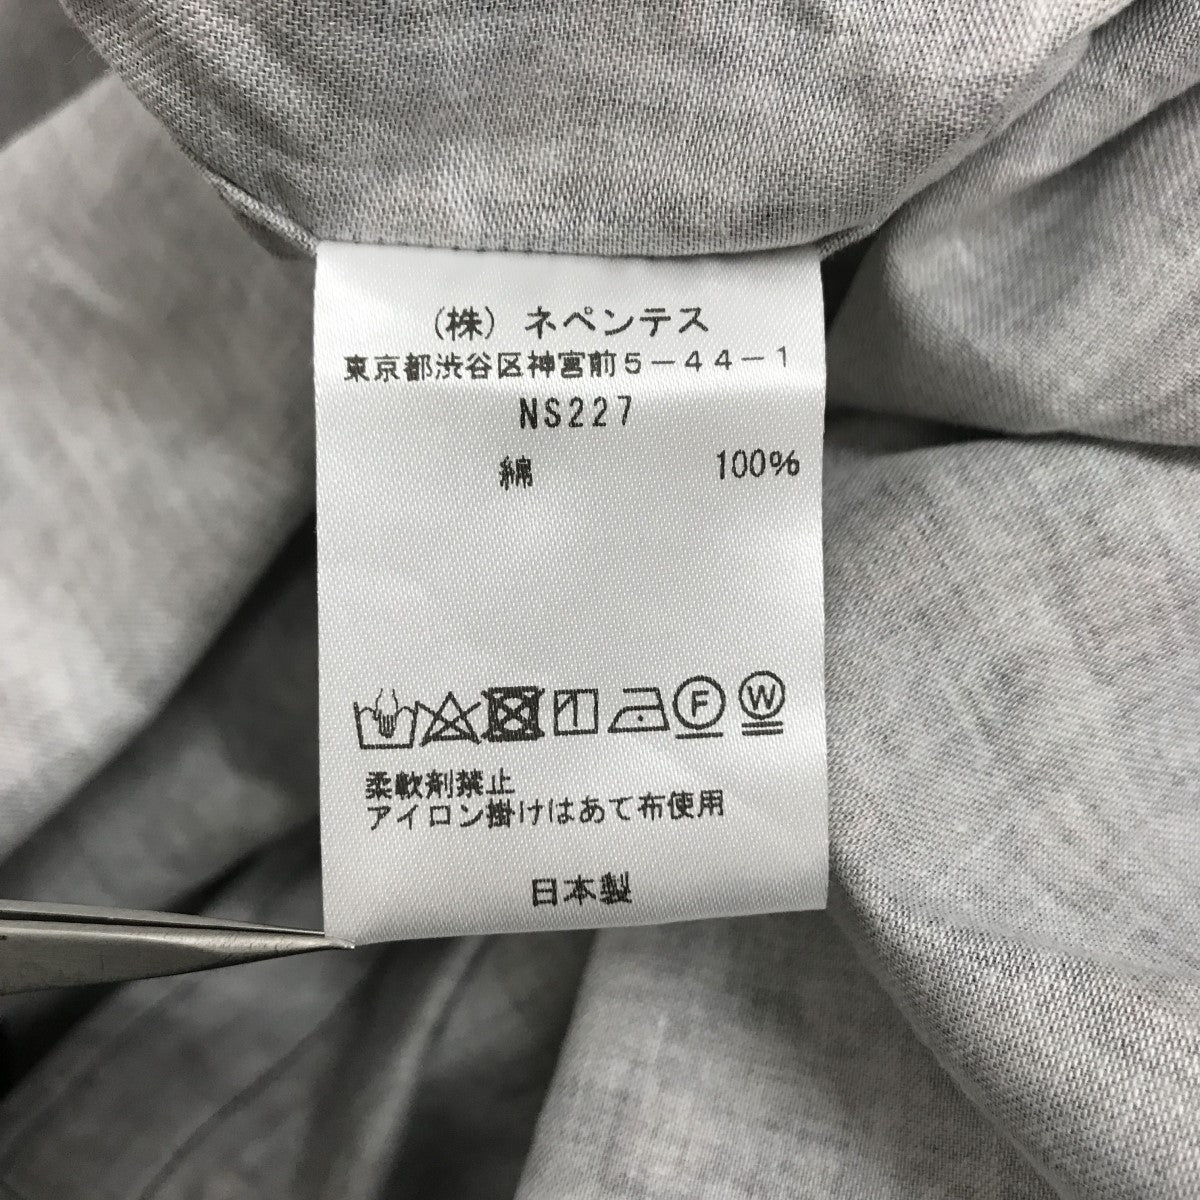 (株) ネペンテス
東京都渋谷区神宮前5-44-1
NS227
綿 100%
F W
柔軟剤禁止
アイロン掛けはあて布使用
日本製